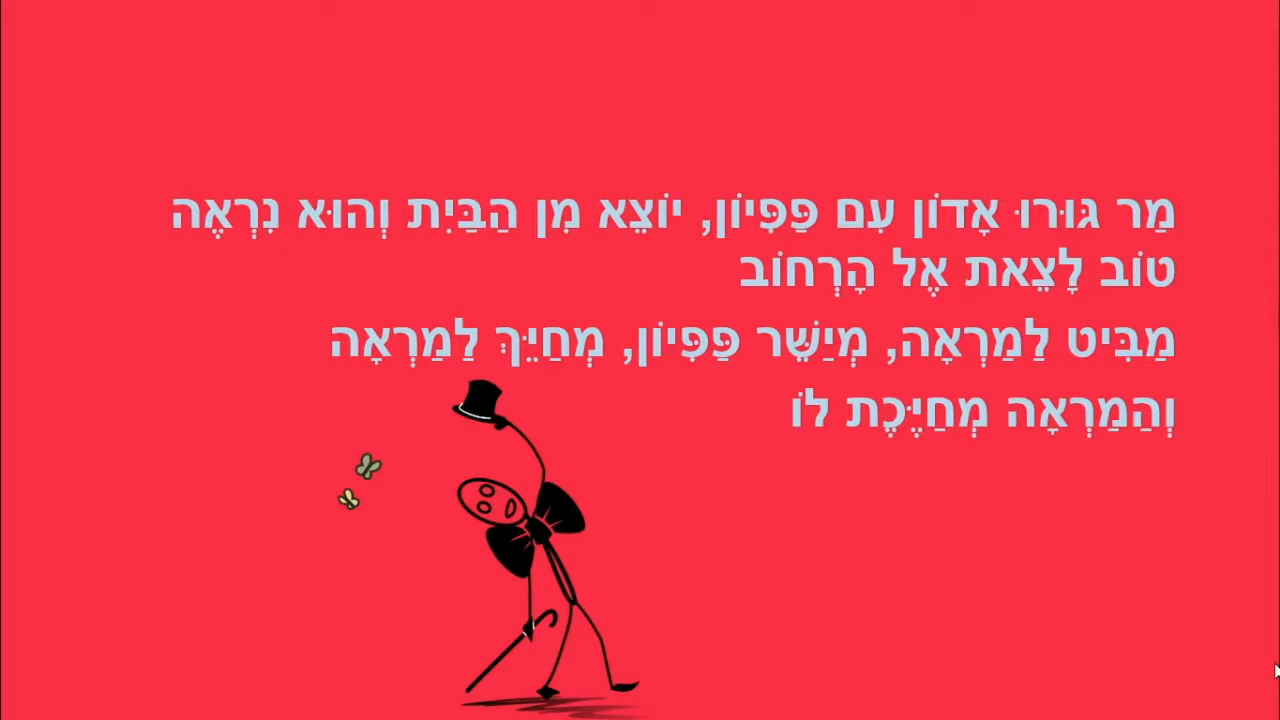 מַר גּוּרוּ אָדוֹן עִם פַּפִּיוֹן, יוֹצֵא מִן הַבַּיִת וְהוּא נִרְאֶה
טוֹב לָצֵאת אֶל הָרְחוֹב
מַבִּיט לַמַרְאָה, מְיַשֵּׁר פַּפִּיוֹן, מְחַיֵּךְ לַמַרְאָה
וְהַמַרְאָה מְחַיֶּכֶת לוֹ